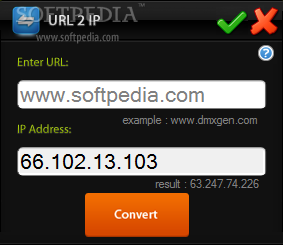 SOFTPEDIA™
URL 2 IP
www.softpedia.com
Enter URL:
www.softpedia.com
example : www.dmxgen.com
IP Address:
66.102.13.103
result : 63.247.74.226
Convert